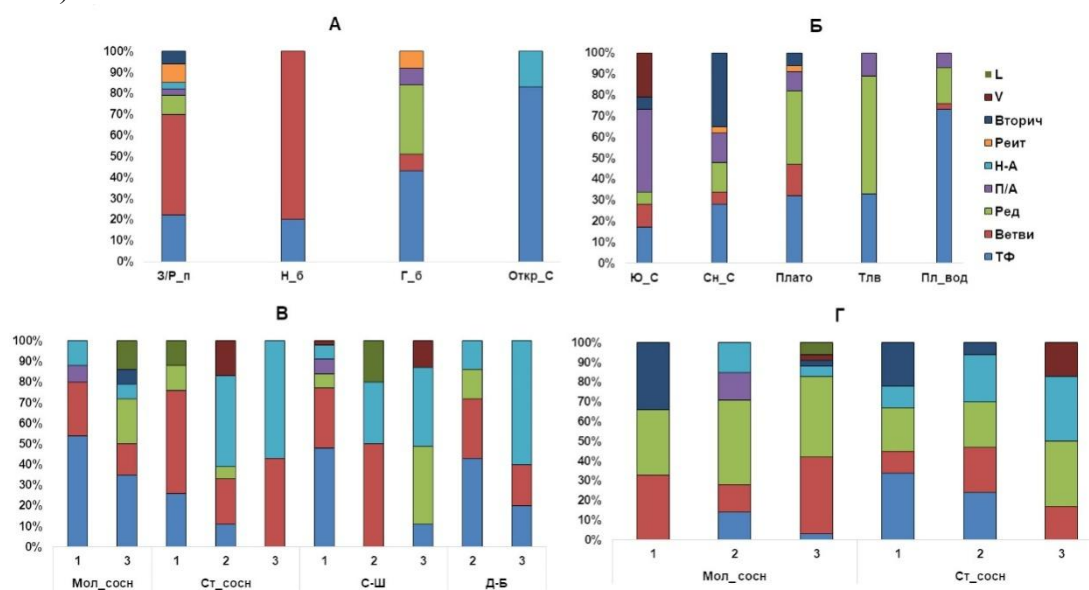 А
100%
90%
80%
70%
60%
50%
40%
30%
20%
10%
0%
З/Р_п Н_б Г_б Откр_С
Б
100%
90%
80%
70%
60%
50%
40%
30%
20%
10%
0%
Ю_С Сн_С Плато Тлв Пл_вод
L
V
Вторич
Реит
Н-А
П/А
Ред
Ветви
ТФ
В
100%
90%
80%
70%
60%
50%
40%
30%
20%
10%
0%
1 3 1 2 3 1 2 3 2 3
Мол_сосн Ст_сосн С-Ш Д-Б
Г
100%
90%
80%
70%
60%
50%
40%
30%
20%
10%
0%
1 2 3 1 2 3
Мол_сосн Ст_сосн